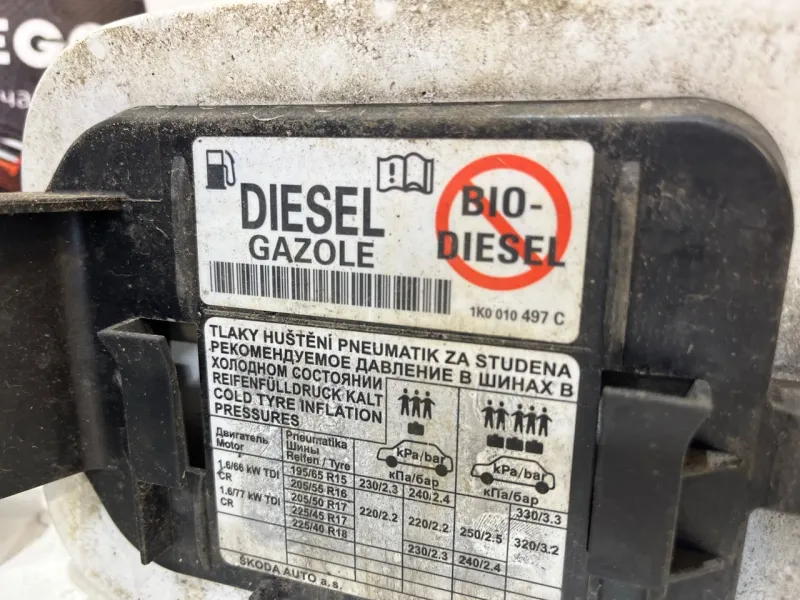 EGO
DIESEL
GAZOLE
BIO-
DIESEL
1K0 010 497 C
TLAKY HUŠTĚNÍ PNEUMATIK ZA STUDENA
РЕКОМЕНДУЕМОЕ ДАВЛЕНИЕ В ШИНАХ В
ХОЛОДНОМ СОСТОЯНИИ
REIFENFÜLLDRUCK KALT
COLD TYRE INFLATION
PRESSURES
Двигатель
Motor
Pneumatika
Шины
Reifen / Tyre
kPa/bar
кПа/бар
kPa/bar
кПа/бар
1.6/66 kW TDI
CR
1.6/77 kW TDI
CR
195/65 R15
205/55 R16
205/50 R17
225/45 R17
225/40 R18
230/2.3 240/2.4 330/3.3
220/2.2 220/2.2 250/2.5 320/3.2
230/2.3 240/2.4
ŠKODA AUTO a.s.